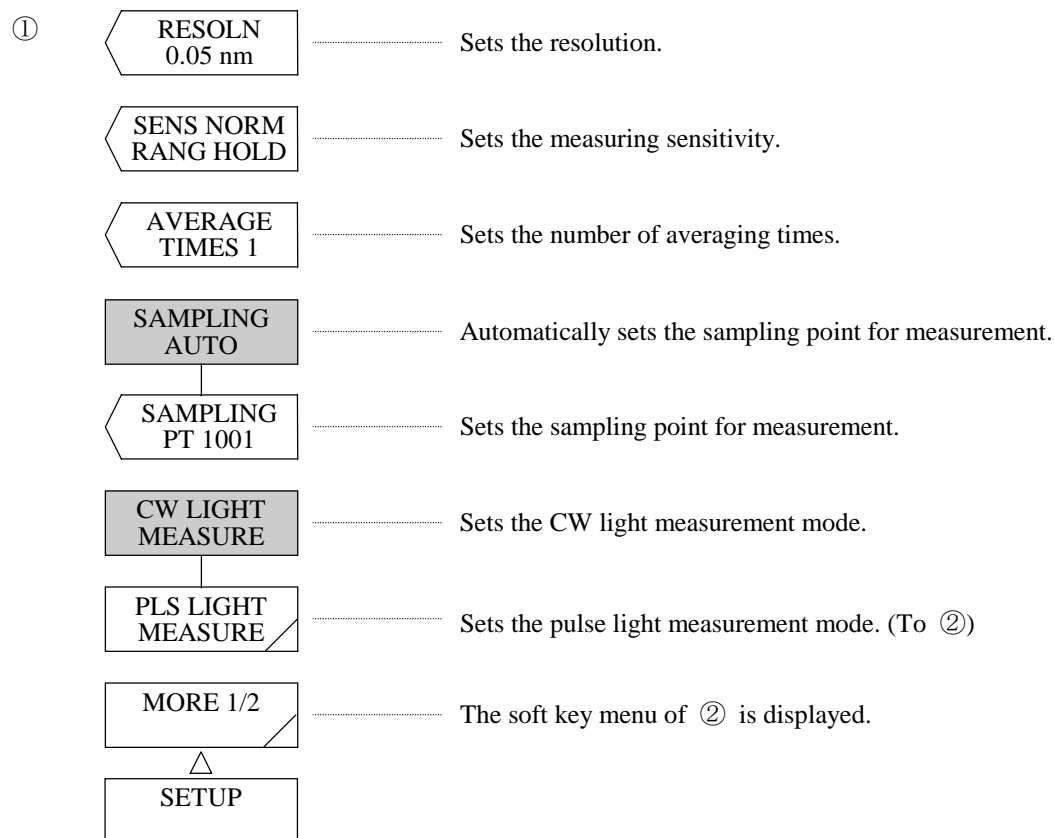 ①
RESOLN
0.05 nm
Sets the resolution.
SENS NORM
RANG HOLD
Sets the measuring sensitivity.
AVERAGE
TIMES 1
Sets the number of averaging times.
SAMPLING
AUTO
Automatically sets the sampling point for measurement.
SAMPLING
PT 1001
Sets the sampling point for measurement.
CW LIGHT
MEASURE
Sets the CW light measurement mode.
PLS LIGHT
MEASURE
Sets the pulse light measurement mode. (To ②)
MORE 1/2
The soft key menu of ② is displayed.
SETUP